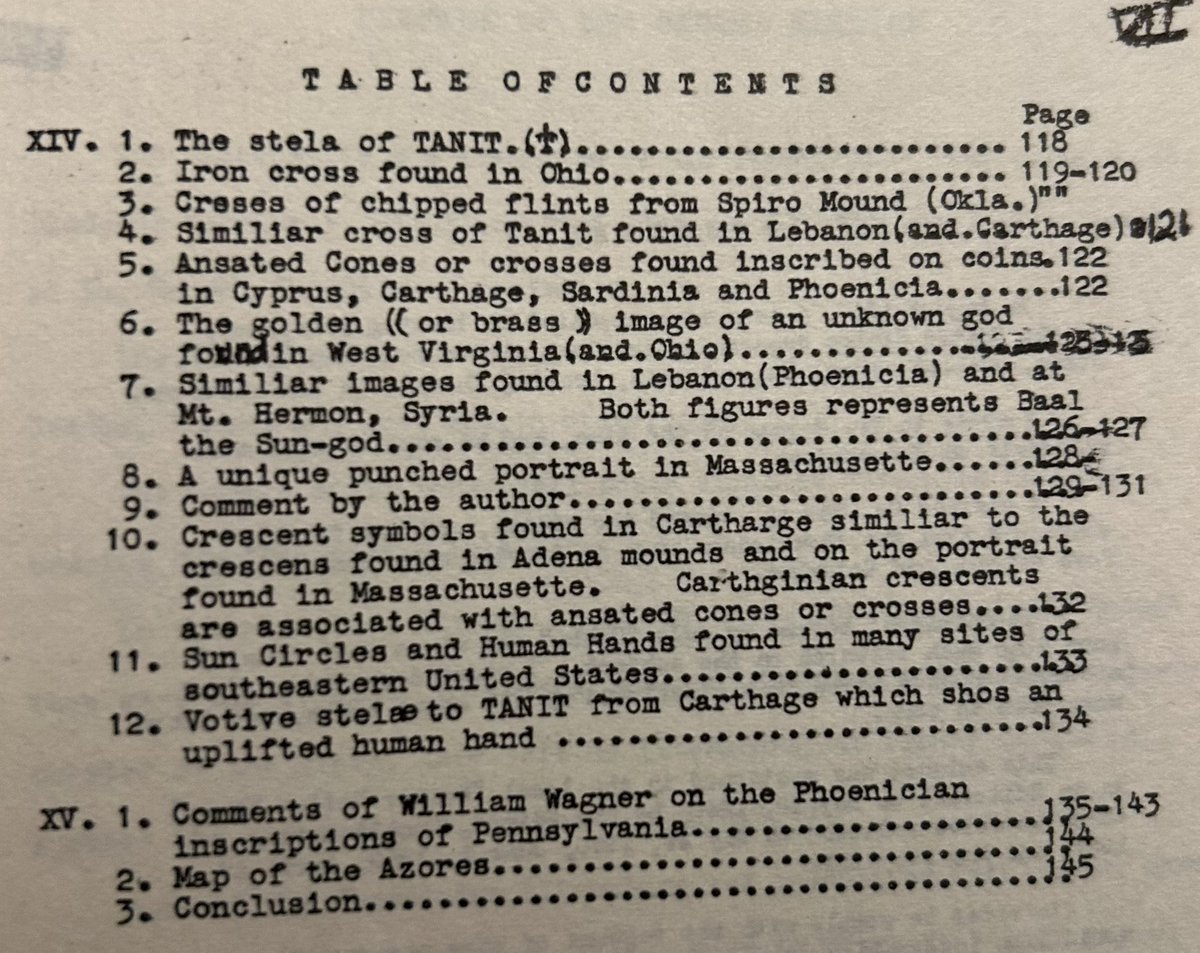 VII
TABLE OF CONTENTS
Page
XIV. 1. The stela of TANIT.(☥)........................... 118
2. Iron cross found in Ohio....................... 119-120
3. Creses of chipped flints from Spiro Mound (Okla.)""
4. Similiar cross of Tanit found in Lebanon(and.Carthage) 121
5. Ansated Cones or crosses found inscribed on coins.122
in Cyprus, Carthage, Sardinia and Phoenicia.......122
6. The golden ((or brass)) image of an unknown god
found in West Virginia(and.Ohio)..................
7. Similiar images found in Lebanon(Phoenicia) and at
Mt. Hermon, Syria. Both figures represents Baal
the Sun-god.......................................126-127
8. A unique punched portrait in Massachusette......128
9. Comment by the author............................129-131
10. Crescent symbols found in Cartharge similiar to the
crescens found in Adena mounds and on the portrait
found in Massachusette. Carthginian crescents
are associated with ansated cones or crosses....132
11. Sun Circles and Human Hands found in many sites of
southeastern United States.......................133
12. Votive stelae to TANIT from Carthage which shos an
uplifted human hand .............................134
XV. 1. Comments of William Wagner on the Phoenician
inscriptions of Pennsylvania.....................135-143
2. Map of the Azores................................144
3. Conclusion.......................................145